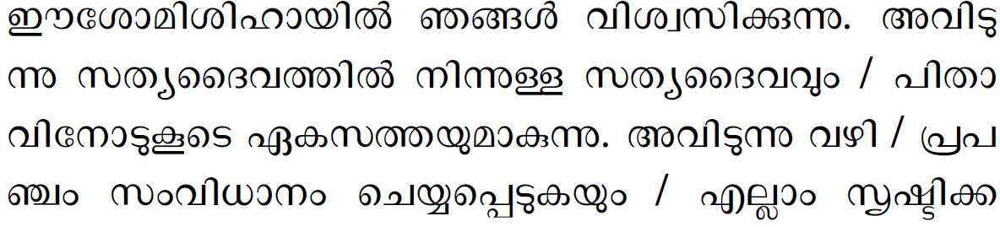 ഈശോമിശിഹായിൽ ഞങ്ങൾ വിശ്വസിക്കുന്നു. അവിടു
ന്നു സത്യദൈവത്തിൽ നിന്നുള്ള സത്യദൈവവും / പിതാ
വിനോടുകൂടെ ഏകസത്തയുമാകുന്നു. അവിടുന്നു വഴി / പ്രപ
ഞ്ചം സംവിധാനം ചെയ്യപ്പെടുകയും / എല്ലാം സൃഷ്ടിക്ക